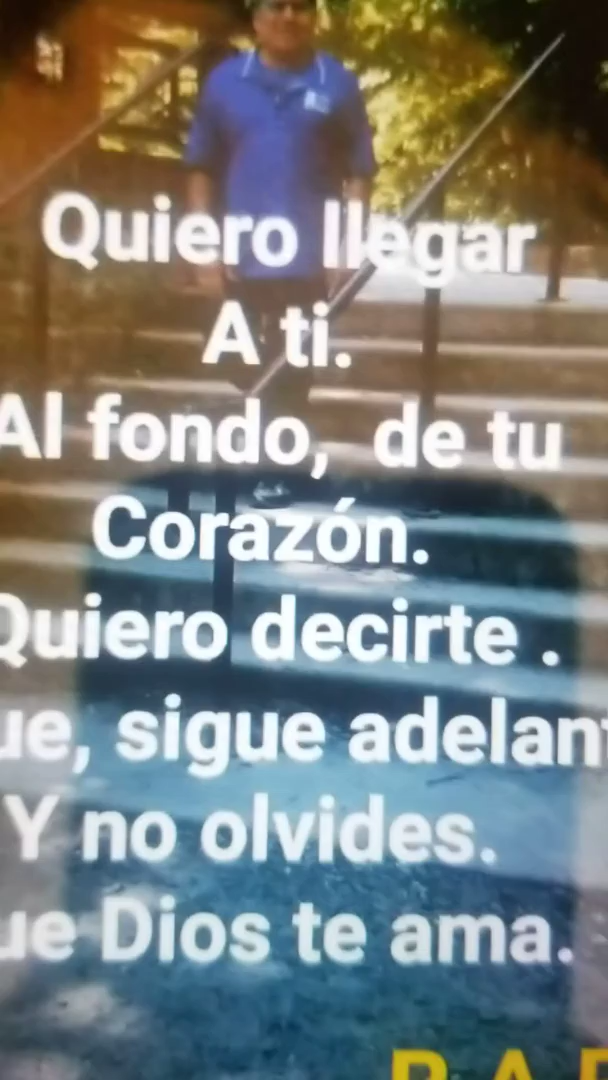 Quiero llegar
A ti.
Al fondo, de tu
Corazón.
Quiero decirte .
ue, sigue adelant
Y no olvides.
ue Dios te ama.